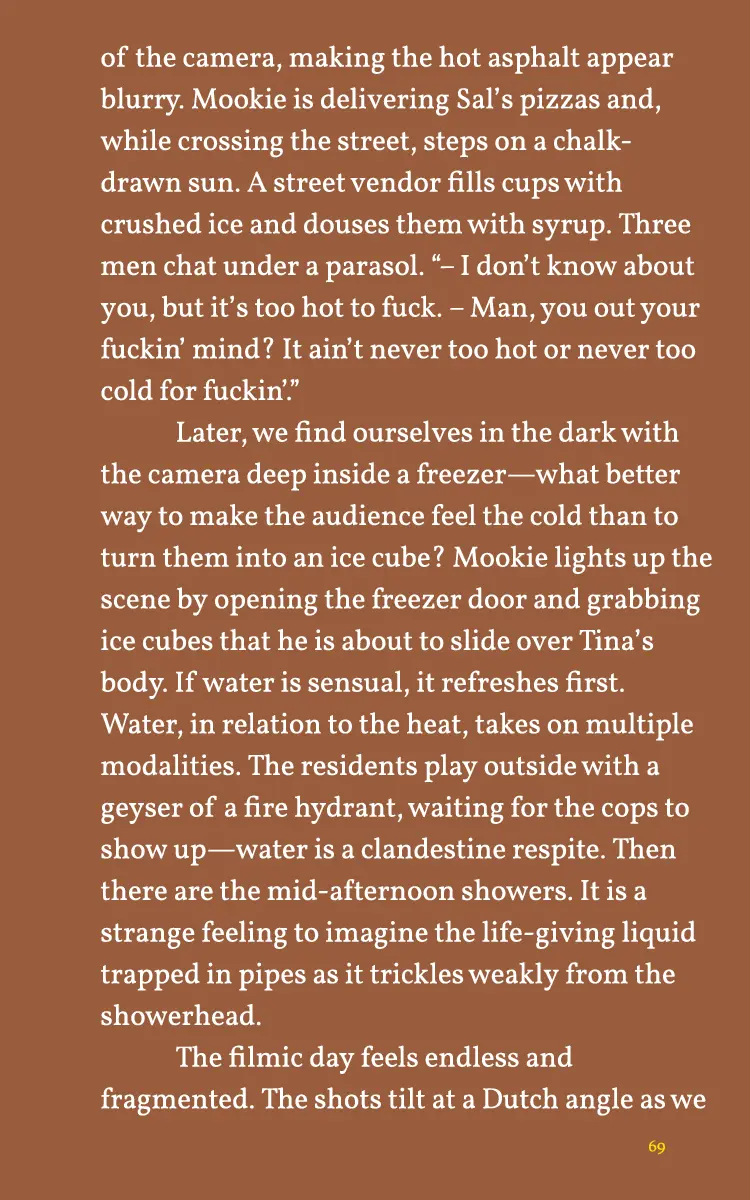 of the camera, making the hot asphalt appear
blurry. Mookie is delivering Sal’s pizzas and,
while crossing the street, steps on a chalk-
drawn sun. A street vendor fills cups with
crushed ice and douses them with syrup. Three
men chat under a parasol. “– I don’t know about
you, but it’s too hot to fuck. – Man, you out your
fuckin’ mind? It ain’t never too hot or never too
cold for fuckin’.”
Later, we find ourselves in the dark with
the camera deep inside a freezer—what better
way to make the audience feel the cold than to
turn them into an ice cube? Mookie lights up the
scene by opening the freezer door and grabbing
ice cubes that he is about to slide over Tina’s
body. If water is sensual, it refreshes first.
Water, in relation to the heat, takes on multiple
modalities. The residents play outside with a
geyser of a fire hydrant, waiting for the cops to
show up—water is a clandestine respite. Then
there are the mid-afternoon showers. It is a
strange feeling to imagine the life-giving liquid
trapped in pipes as it trickles weakly from the
showerhead.
The filmic day feels endless and
fragmented. The shots tilt at a Dutch angle as we
69